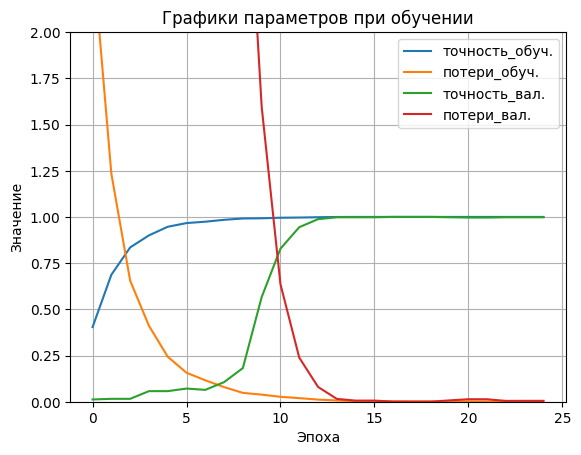 Графики параметров при обучении
2.00
1.75
1.50
1.25
1.00
0.75
0.50
0.25
0.00
Значение
0
5
10
15
20
25
Эпоха
точность_обуч.
потери_обуч.
точность_вал.
потери_вал.